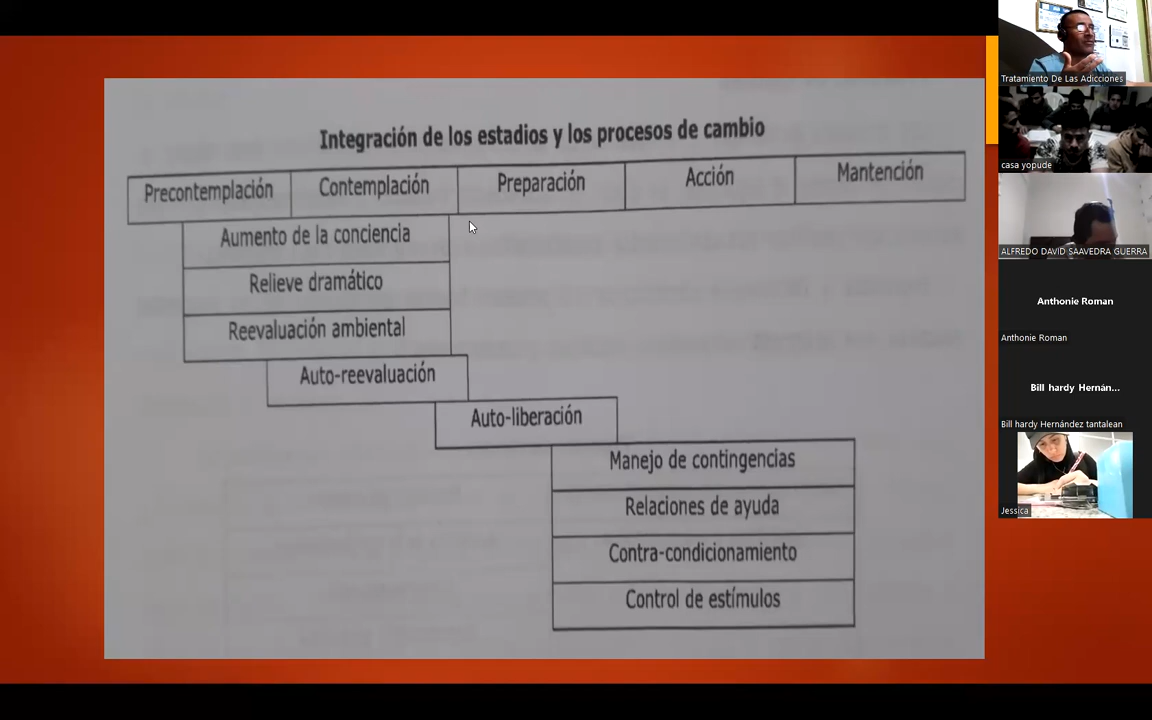 Integración de los estadios y los procesos de cambio
Precontemplación
Contemplación
Preparación
Acción
Mantención
Aumento de la conciencia
Relieve dramático
Reevaluación ambiental
Auto-reevaluación
Auto-liberación
Manejo de contingencias
Relaciones de ayuda
Contra-condicionamiento
Control de estímulos
Tratamiento De Las Adicciones
casa yopude
ALFREDO DAVID SAAVEDRA GUERRA
Anthonie Roman
Anthonie Roman
Bill hardy Hernán...
Bill hardy Hernández tantalean
Jessica